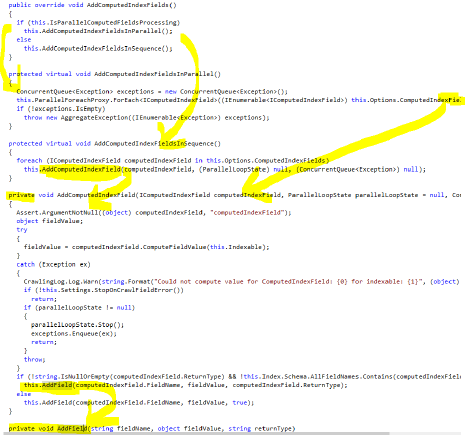 public override void AddComputedIndexFields()
{
if (this.IsParallelComputedFieldsProcessing)
this.AddComputedIndexFieldsInParallel();
else
this.AddComputedIndexFieldsInSequence();
}
protected virtual void AddComputedIndexFieldsInParallel()
{
ConcurrentQueue<Exception> exceptions = new ConcurrentQueue<Exception>();
this.ParallelForeachProxy.ForEach<IComputedIndexField>((IEnumerable<IComputedIndexField>) this.Options.ComputedIndexFie
if (!exceptions.IsEmpty)
throw new AggregateException((IEnumerable<Exception>) exceptions);
}
protected virtual void AddComputedIndexFieldsInSequence()
{
foreach (IComputedIndexField computedIndexField in this.Options.ComputedIndexFields)
this.AddComputedIndexField(computedIndexField, (ParallelLoopState) null, (ConcurrentQueue<Exception>) null);
}
private void AddComputedIndexField(IComputedIndexField computedIndexField, ParallelLoopState parallelLoopState = null, Co
{
Assert.ArgumentNotNull((object) computedIndexField, "computedIndexField");
object fieldValue;
try
{
fieldValue = computedIndexField.ComputeFieldValue(this.Indexable);
}
catch (Exception ex)
{
CrawlingLog.Log.Warn(string.Format("Could not compute value for ComputedIndexField: {0} for indexable: {1}", (object)
if (!this.Settings.StopOnCrawlFieldError())
return;
if (parallelLoopState != null)
{
parallelLoopState.Stop();
exceptions.Enqueue(ex);
return;
}
throw;
}
if (!string.IsNullOrEmpty(computedIndexField.ReturnType) && !this.Index.Schema.AllFieldNames.Contains(computedIndexField
this.AddField(computedIndexField.FieldName, fieldValue, computedIndexField.ReturnType);
else
this.AddField(computedIndexField.FieldName, fieldValue, true);
}
private void AddField(string fieldName, object fieldValue, string returnType)